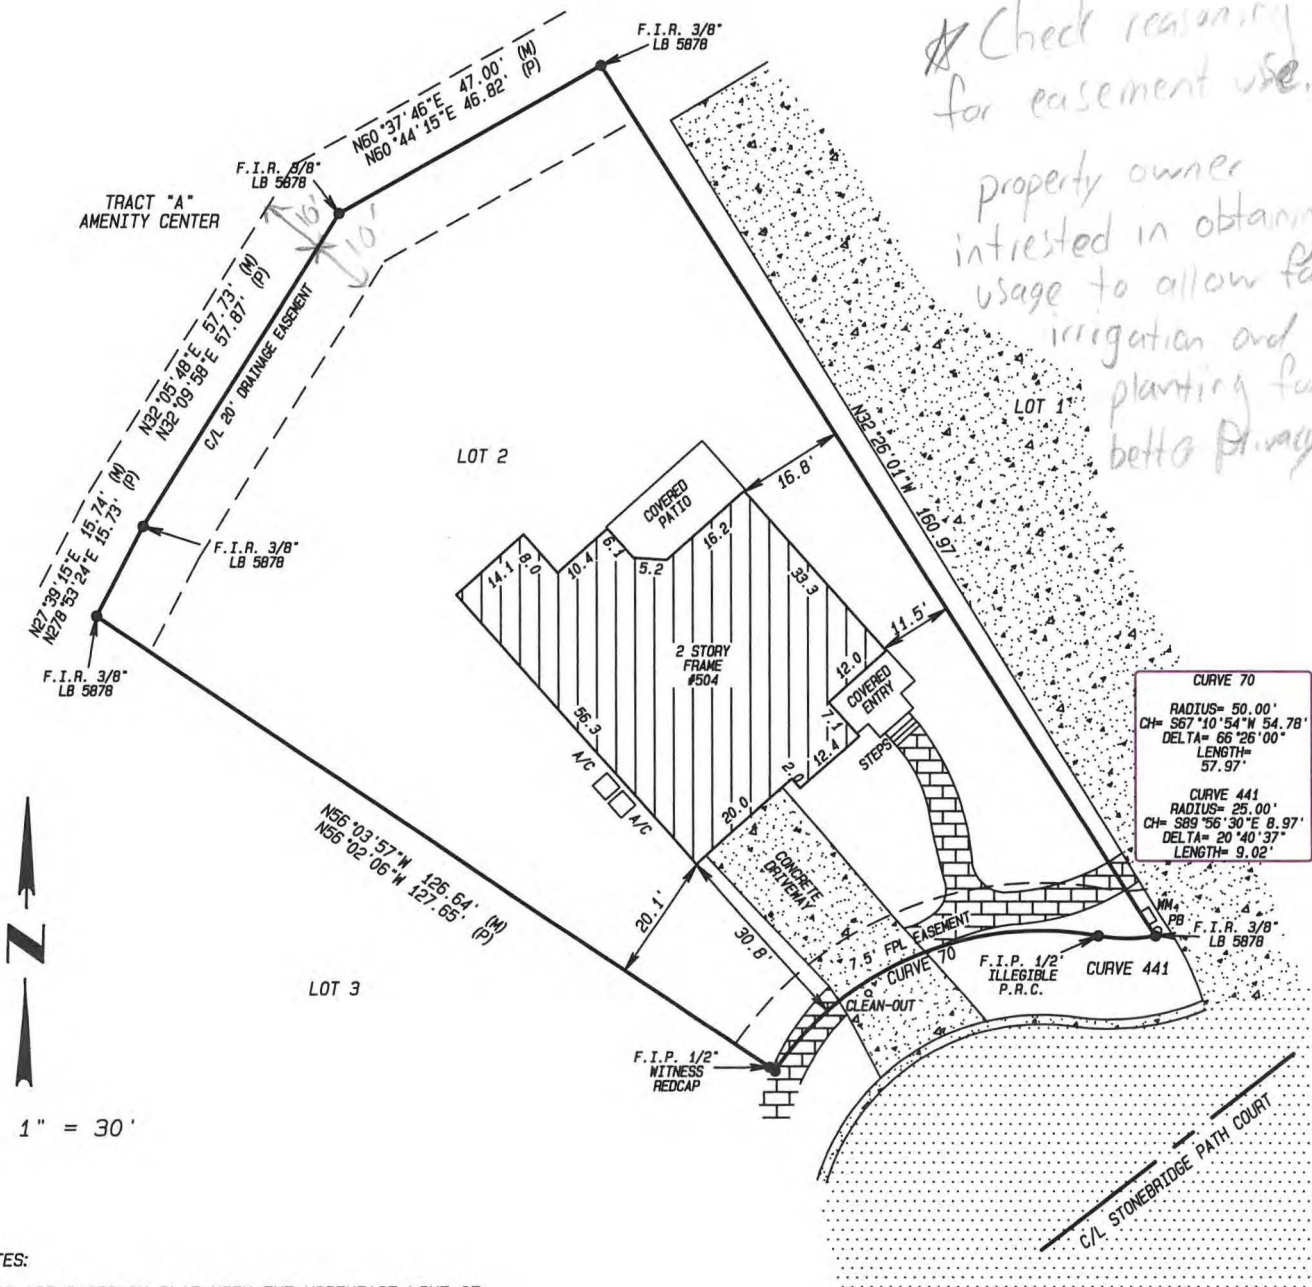 * Check reasoning
for easement use.
property owner
intrested in
usage to allow
irrigation and
planting
Privacy
F.I.R. 3/8"
LB 5878
N60°37'46"E 47.00' (M)
N60°44'15"E 46.82' (P)
F.I.R. 3/8"
LB 5878
TRACT "A"
AMENITY CENTER
10'
10'
N32°05'48"E 57.73' (M)
N32°09'58"E 57.87' (P)
C/L 20' DRAINAGE EASEMENT
LOT 1
LOT 2
N32°26'01"W 160.97
16.8'
COVERED
PATIO
N27°39'15"E 15.74' (M)
N278°53'24"E 15.73' (P)
F.I.R. 3/8"
LB 5878
F.I.R. 3/8"
LB 5878
14.1
8.0
10.4
6.1
5.2
16.2
33.3
11.5'
2 STORY
FRAME
#504
12.0
COVERED
ENTRY
7.1
12.4
2.0
20.0
STEPS
56.3
A/C
A/C
CURVE 70
RADIUS= 50.00'
CH= S67°10'54"W 54.78'
DELTA= 66°26'00"
LENGTH=
57.97'
CURVE 441
RADIUS= 25.00'
CH= S89°56'30"E 8.97'
DELTA= 20°40'37"
LENGTH= 9.02'
N56°03'57"W 126.64' (M)
N56°02'06"W 127.65' (P)
20.1'
30.8'
CONCRETE
DRIVEWAY
7.5' FPL EASEMENT
CURVE 70
CLEAN-OUT
WM
PB
F.I.R. 3/8"
LB 5878
F.I.P. 1/2'
ILLEGIBLE
P.R.C.
CURVE 441
LOT 3
F.I.P. 1/2"
WITNESS
REDCAP
N
1" = 30'
C/L STONEBRIDGE PATH COURT